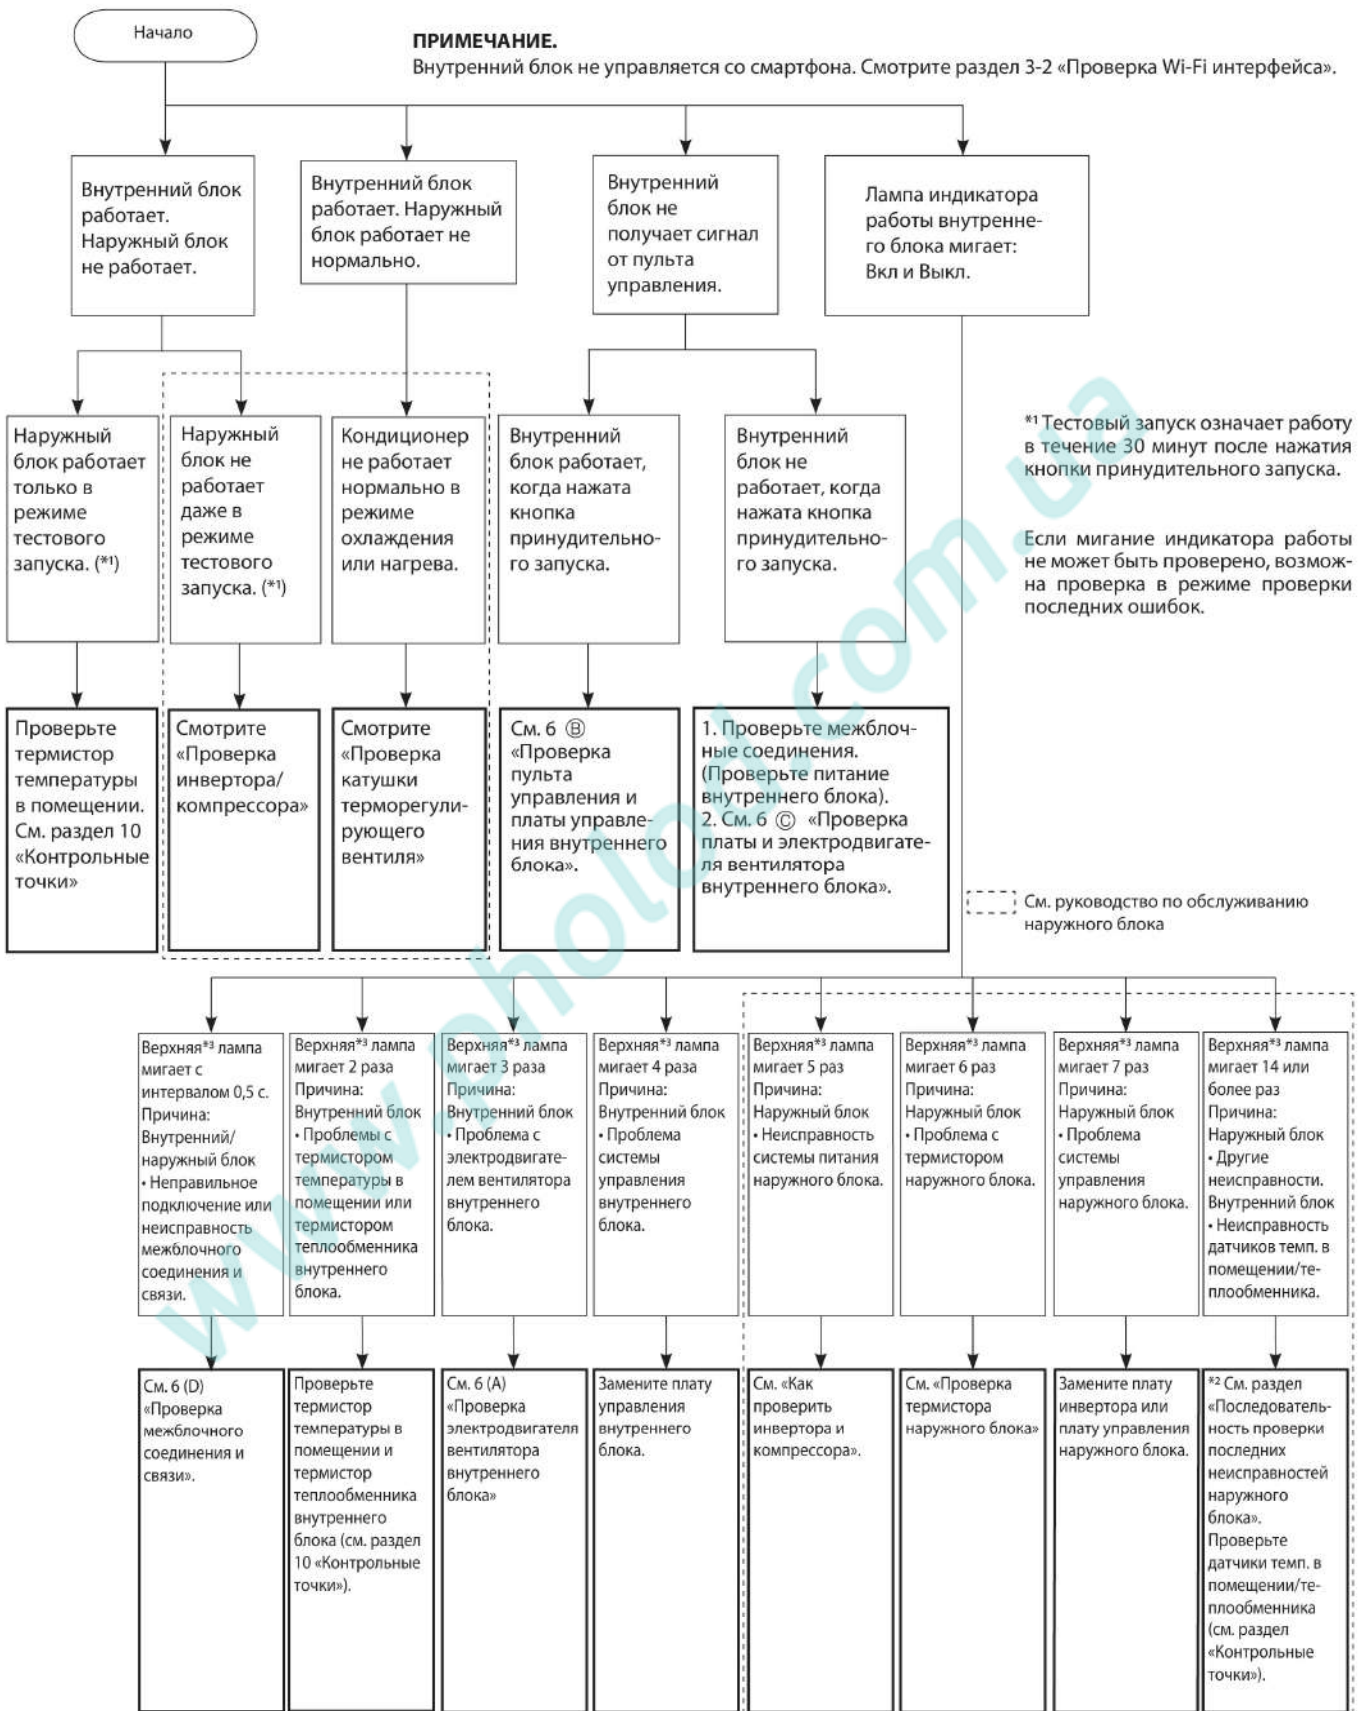 Начало
ПРИМЕЧАНИЕ.
Внутренний блок не управляется со смартфона. Смотрите раздел 3-2 «Проверка Wi-Fi интерфейса».
Внутренний блок
работает.
Наружный блок
не работает.
Внутренний блок
работает. Наружный
блок работает не
нормально.
Внутренний
блок не
получает сигнал
от пульта
управления.
Лампа индикатора
работы внутренне-
го блока мигает:
Вкл и Выкл.
Наружный
блок работает
только в
режиме
тестового
запуска. (*1)
Наружный
блок не
работает
даже в
режиме
тестового
запуска. (*1)
Кондиционер
не работает
нормально в
режиме
охлаждения
или нагрева.
Внутренний
блок работает,
когда нажата
кнопка
принудительно-
го запуска.
Внутренний
блок не
работает, когда
нажата кнопка
принудительно-
го запуска.
*1 Тестовый запуск означает работу
в течение 30 минут после нажатия
кнопки принудительного запуска.
Если мигание индикатора работы
не может быть проверено, возмож-
на проверка в режиме проверки
последних ошибок.
Проверьте
термистор
температуры
в помещении.
См. раздел 10
«Контрольные
точки»
Смотрите
«Проверка
инвертора/
компрессора»
Смотрите
«Проверка
катушки
терморегули-
рующего
вентиля»
См. 6 Ⓑ
«Проверка
пульта
управления и
платы управле-
ния внутреннего
блока».
1. Проверьте межблоч-
ные соединения.
(Проверьте питание
внутреннего блока).
2. См. 6 Ⓒ «Проверка
платы и электродвигате-
ля вентилятора
внутреннего блока».
См. руководство по обслуживанию
наружного блока
Верхняя*3 лампа
мигает с
интервалом 0,5 с.
Причина:
Внутренний/
наружный блок
• Неправильное
подключение или
неисправность
межблочного
соединения и
связи.
Верхняя*3 лампа
мигает 2 раза
Причина:
Внутренний блок
• Проблемы с
термистором
температуры в
помещении или
термистором
теплообменника
внутреннего
блока.
Верхняя*3 лампа
мигает 3 раза
Причина:
Внутренний блок
• Проблема с
электродвигате-
лем вентилятора
внутреннего
блока.
Верхняя*3 лампа
мигает 4 раза
Причина:
Внутренний блок
• Проблема
системы
управления
внутреннего
блока.
Верхняя*3 лампа
мигает 5 раз
Причина:
Наружный блок
• Неисправность
системы питания
наружного блока.
Верхняя*3 лампа
мигает 6 раз
Причина:
Наружный блок
• Проблема с
термистором
наружного блока.
Верхняя*3 лампа
мигает 7 раз
Причина:
Наружный блок
• Проблема
системы
управления
наружного блока.
Верхняя*3 лампа
мигает 14 или
более раз
Причина:
Наружный блок
• Другие
неисправности.
Внутренний блок
• Неисправность
датчиков темп. в
помещении/те-
плообменника.
См. 6 (D)
«Проверка
межблочного
соединения и
связи».
Проверьте
термистор
температуры в
помещении и
термистор
теплообменника
внутреннего
блока (см. раздел
10 «Контрольные
точки»).
См. 6 (A)
«Проверка
электродвигателя
вентилятора
внутреннего
блока»
Замените плату
управления
внутреннего
блока.
См. «Как
проверить
инвертора и
компрессора».
См. «Проверка
термистора
наружного блока»
Замените плату
инвертора или
плату управления
наружного блока.
*2 См. раздел
«Последователь-
ность проверки
последних
неисправностей
наружного
блока».
Проверьте
датчики темп. в
помещении/те-
плообменника
(см. раздел
«Контрольные
точки»).
www.pholod.com.ua